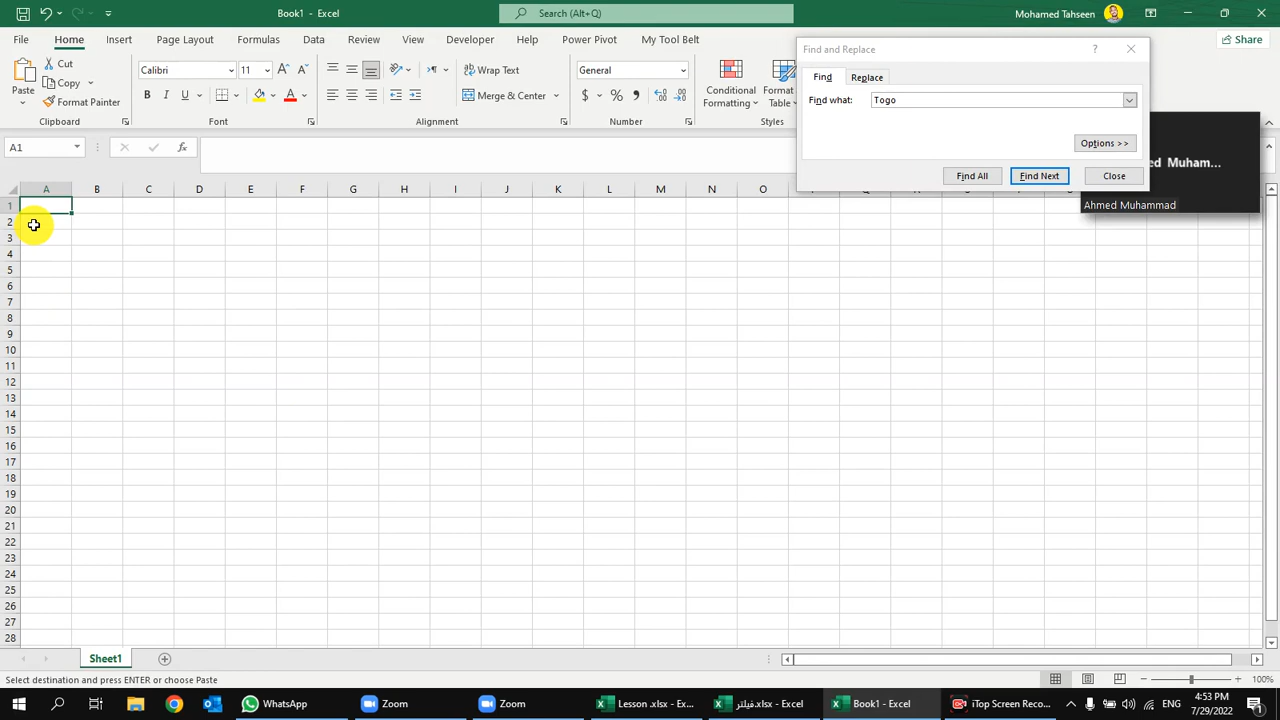 Book1 - Excel
Search (Alt+Q)
Mohamed Tahseen
File Home Insert Page Layout Formulas Data Review View Developer Help Power Pivot My Tool Belt
Share
Paste
Cut
Copy
Format Painter
Clipboard
Calibri 11
B I U
Font
Wrap Text
Merge & Center
Alignment
General
$ % 
Number
Conditional
Formatting
Format
Table
Styles
Find and Replace
?
Find Replace
Find what: Togo
Options >>
Find All Find Next Close
ed Muham...
Ahmed Muhammad
A1
fx
A B C D E F G H I J K L M N O
1
2
3
4
5
6
7
8
9
10
11
12
13
14
15
16
17
18
19
20
21
22
23
24
25
26
27
28
Sheet1
Select destination and press ENTER or choose Paste
100%
WhatsApp
Zoom
Zoom
Lesson .xlsx - Exc...
فيلتر.xlsx - Excel
Book1 - Excel
iTop Screen Reco...
ENG
4:53 PM
7/29/2022
1